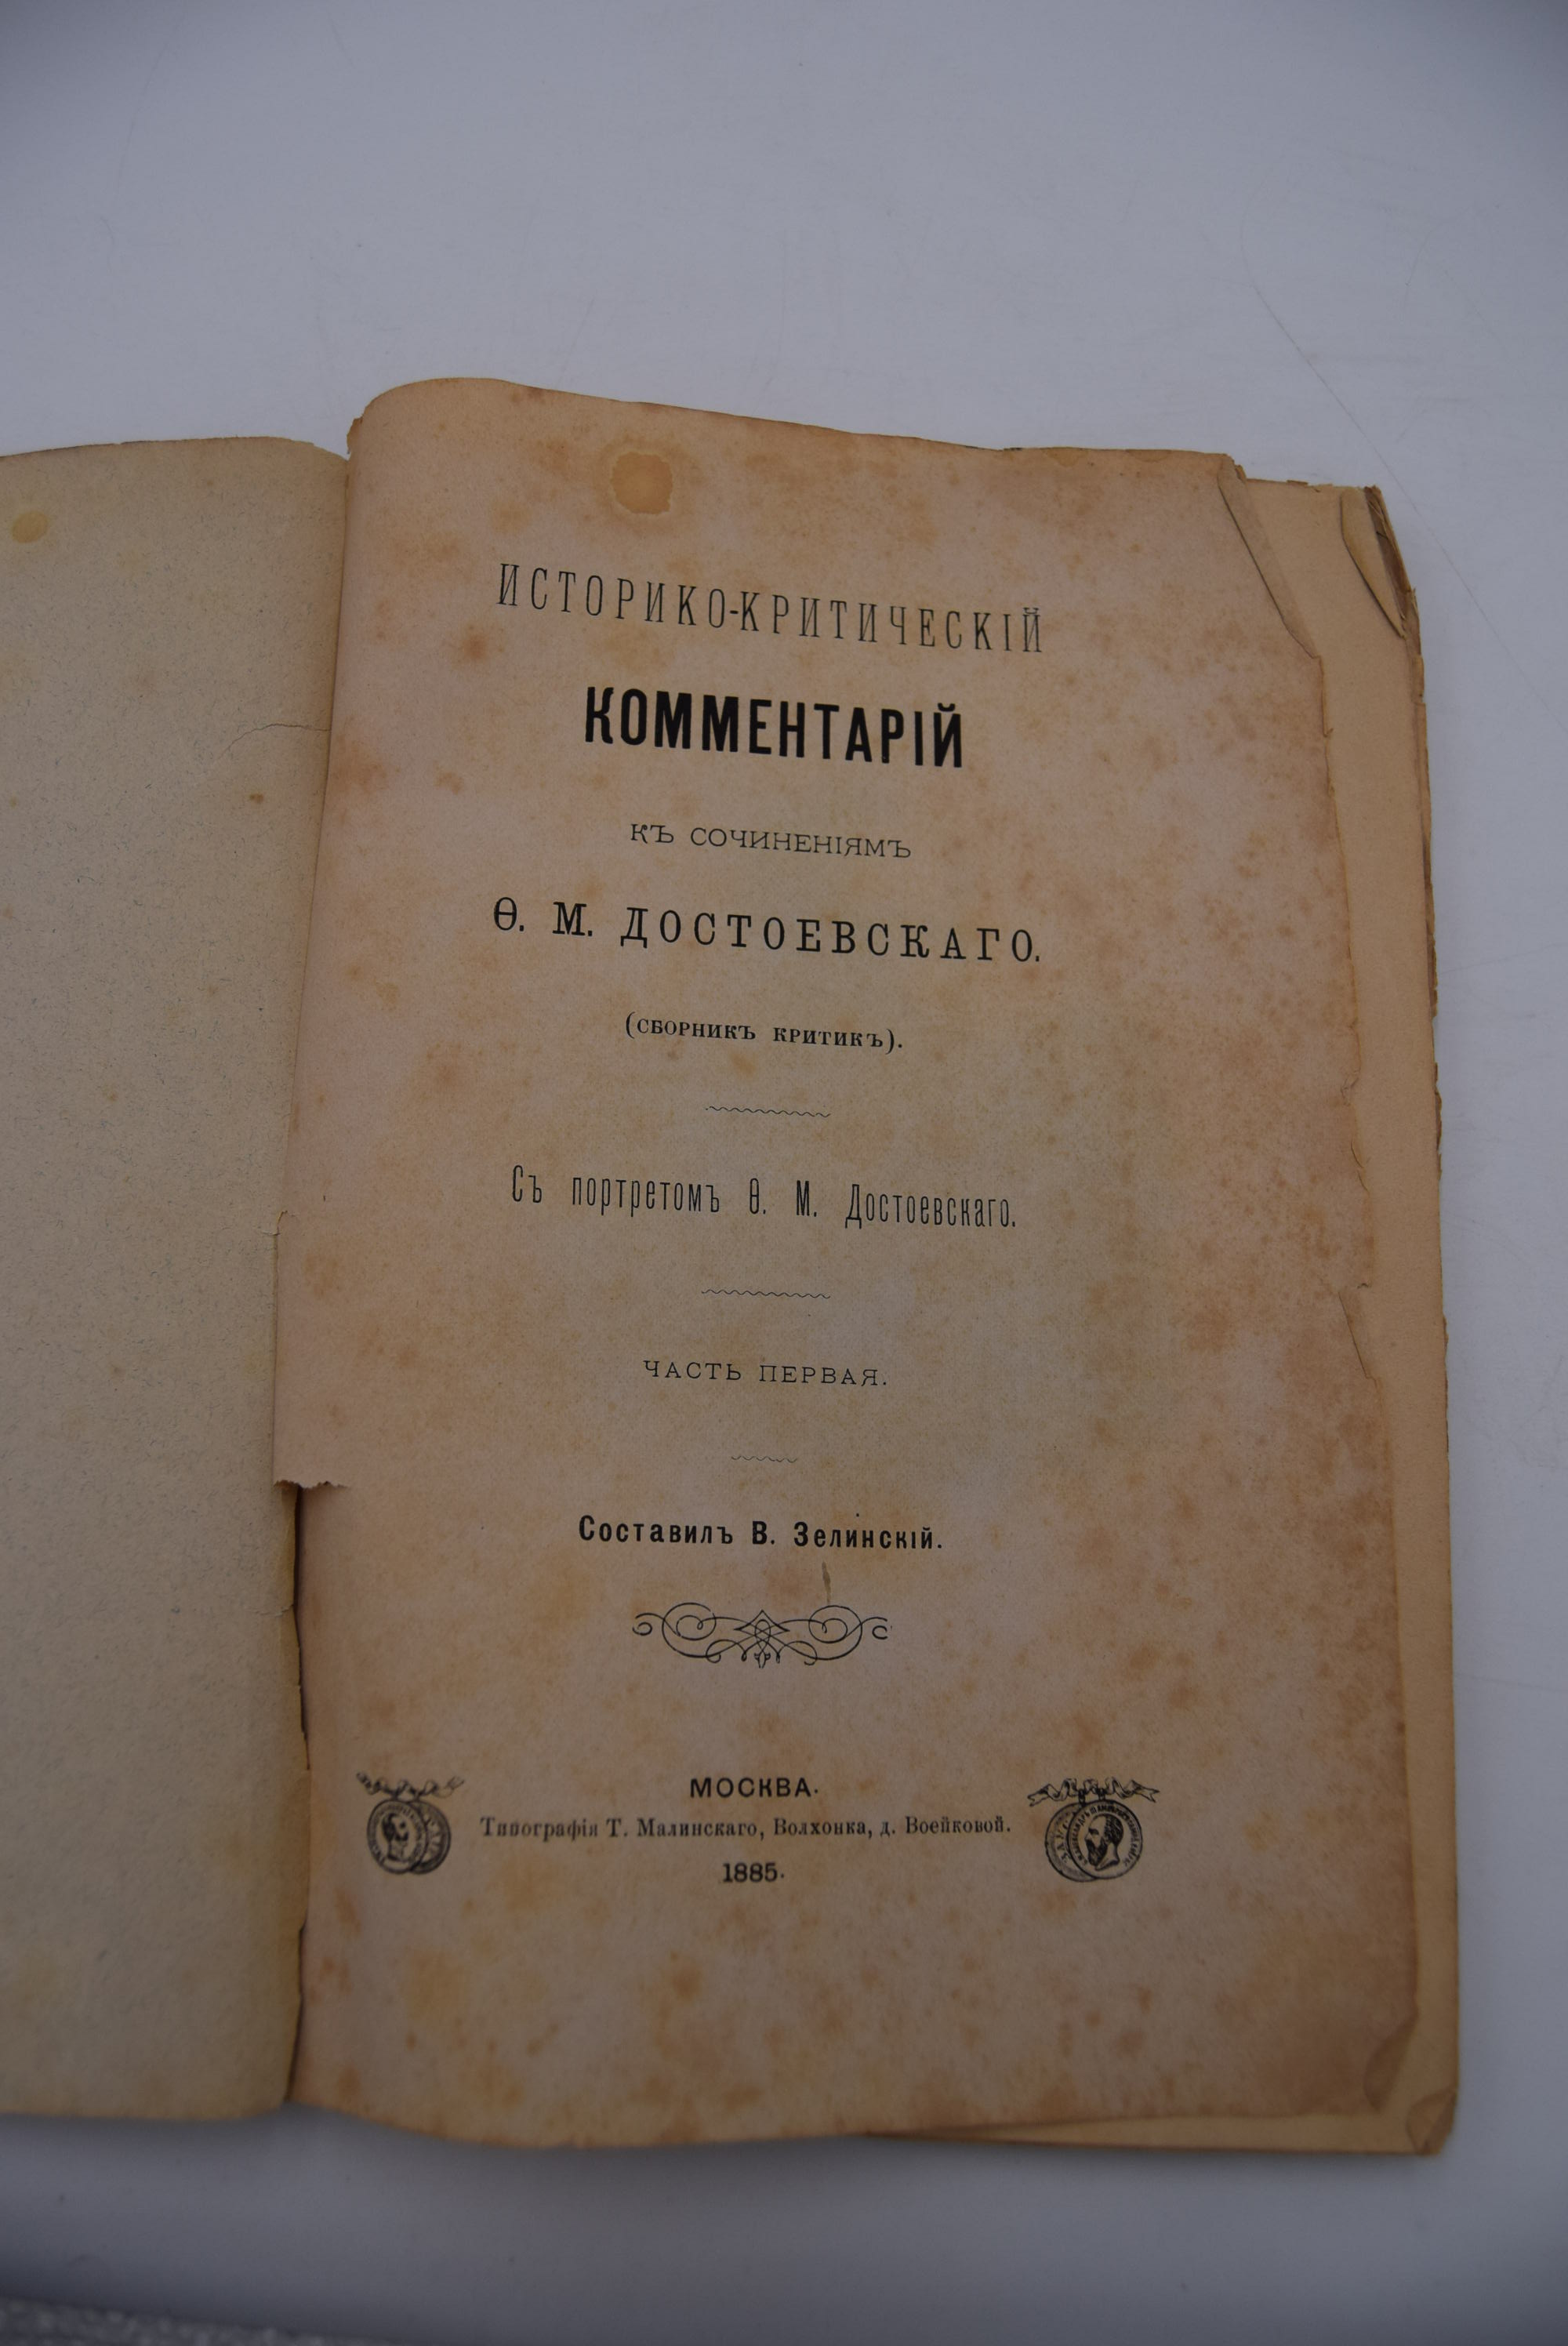 ИСТОРИКО-КРИТИЧЕСКІЙ
КОММЕНТАРІЙ
КЪ СОЧИНЕНІЯМЪ
Ѳ. М. ДОСТОЕВСКАГО.
(СБОРНИКЪ КРИТИКЪ).
Съ портретомъ Ѳ. М. Достоевскаго.
ЧАСТЬ ПЕРВАЯ.
Составилъ В. Зелинскій.
МОСКВА.
Типографія Т. Малинскаго, Волхонка, д. Воейковой.
1885.